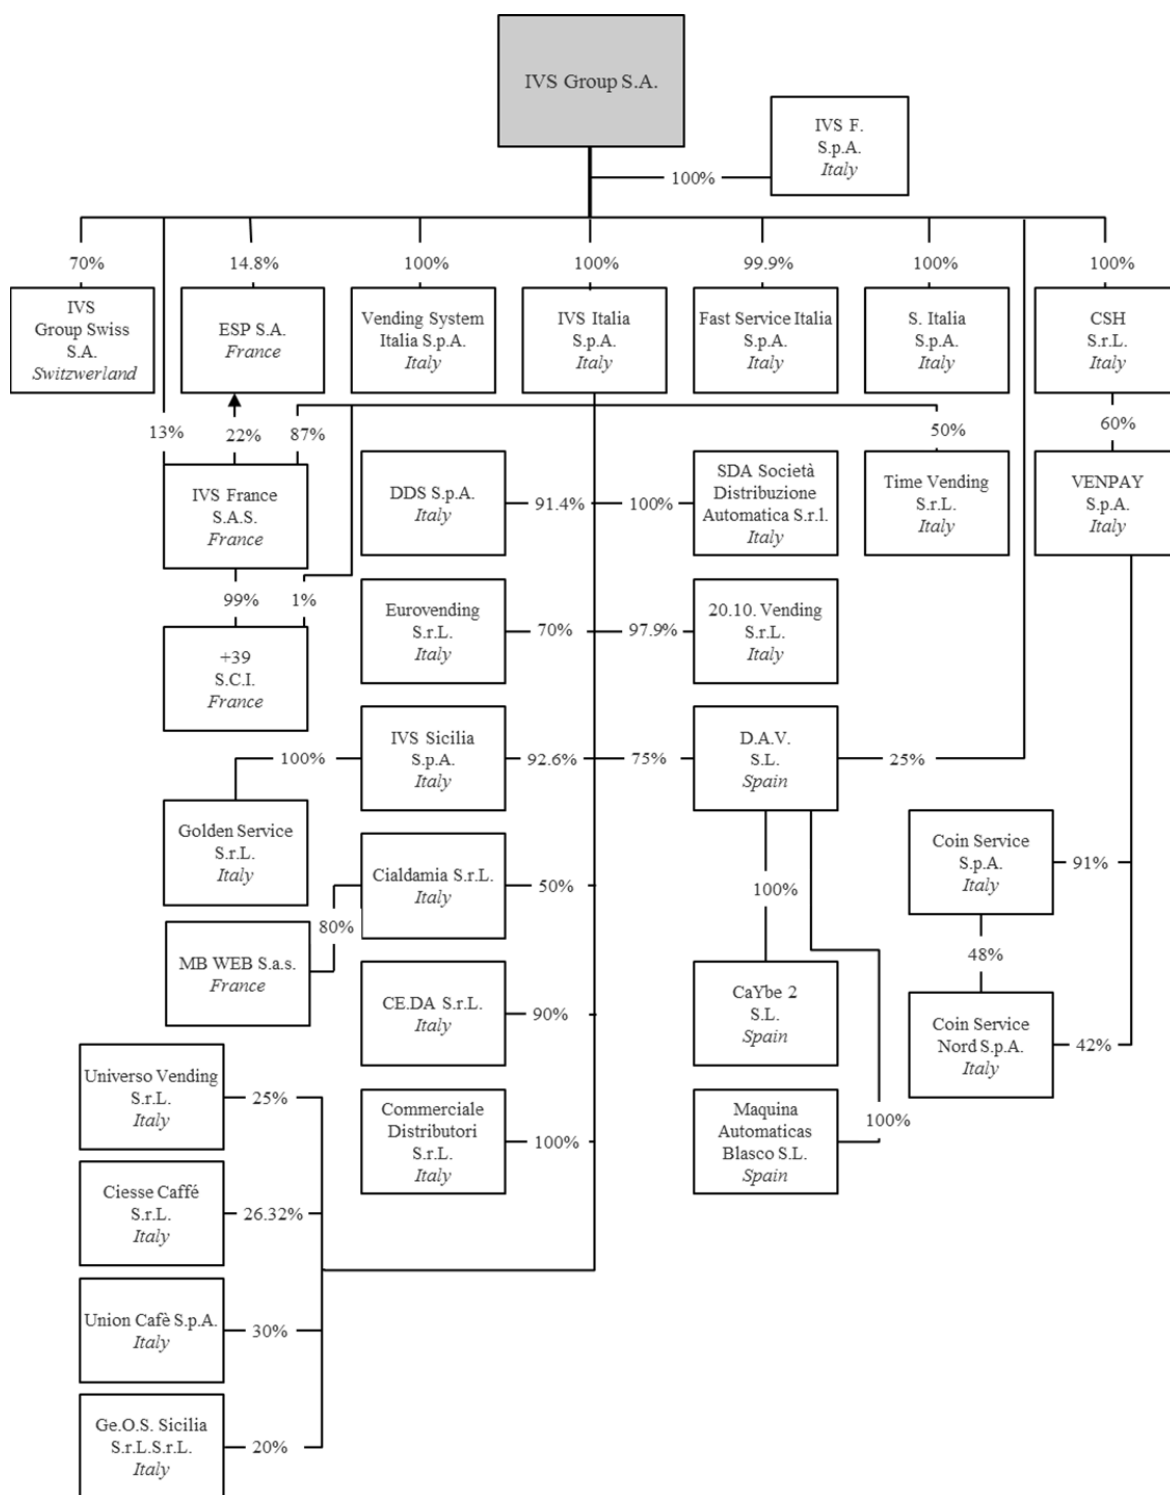 IVS Group S.A.
IVS F.
S.p.A.
Italy
100%
70%
14.8%
100%
100%
99.9%
100%
100%
IVS
Group Swiss
S.A.
Switzwerland
ESP S.A.
France
Vending System
Italia S.p.A.
Italy
IVS Italia
S.p.A.
Italy
Fast Service Italia
S.p.A.
Italy
S. Italia
S.p.A.
Italy
CSH
S.r.L.
Italy
13%
22%
87%
50%
60%
IVS France
S.A.S.
France
DDS S.p.A.
Italy
91.4%
100%
SDA Società
Distribuzione
Automatica S.r.l.
Italy
Time Vending
S.r.L.
Italy
VENPAY
S.p.A.
Italy
99%
1%
+39
S.C.I.
France
Eurovending
S.r.L.
Italy
70%
97.9%
20.10. Vending
S.r.L.
Italy
100%
IVS Sicilia
S.p.A.
Italy
92.6%
75%
D.A.V.
S.L.
Spain
25%
Golden Service
S.r.L.
Italy
Cialdamia S.r.L.
Italy
50%
100%
Coin Service
S.p.A.
Italy
91%
80%
MB WEB S.a.s.
France
48%
CE.DA S.r.L.
Italy
90%
CaYbe 2
S.L.
Spain
Coin Service
Nord S.p.A.
Italy
42%
Universo Vending
S.r.L.
Italy
25%
Commerciale
Distributori
S.r.L.
Italy
100%
Maquina
Automaticas
Blasco S.L.
Spain
100%
Ciesse Caffé
S.r.L.
Italy
26.32%
Union Cafè S.p.A.
Italy
30%
Ge.O.S. Sicilia
S.r.L.S.r.L.
Italy
20%